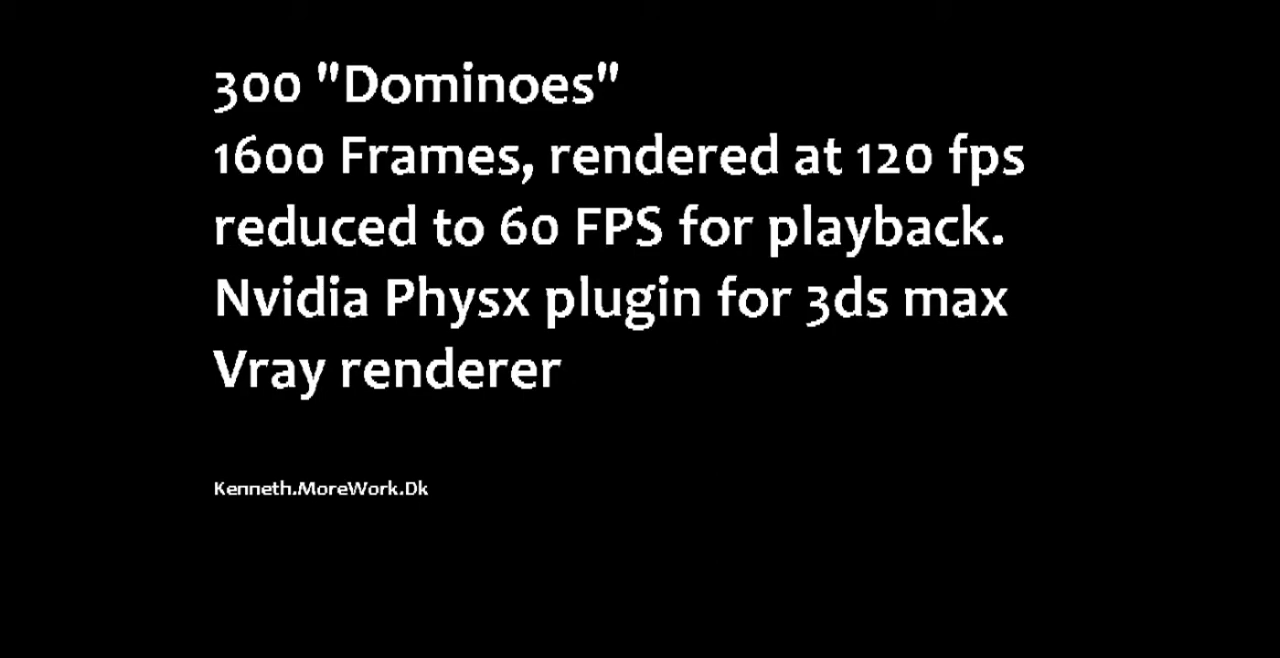 300 "Dominoes"
1600 Frames, rendered at 120 fps
reduced to 60 FPS for playback.
Nvidia Physx plugin for 3ds max
Vray renderer
Kenneth.MoreWork.Dk